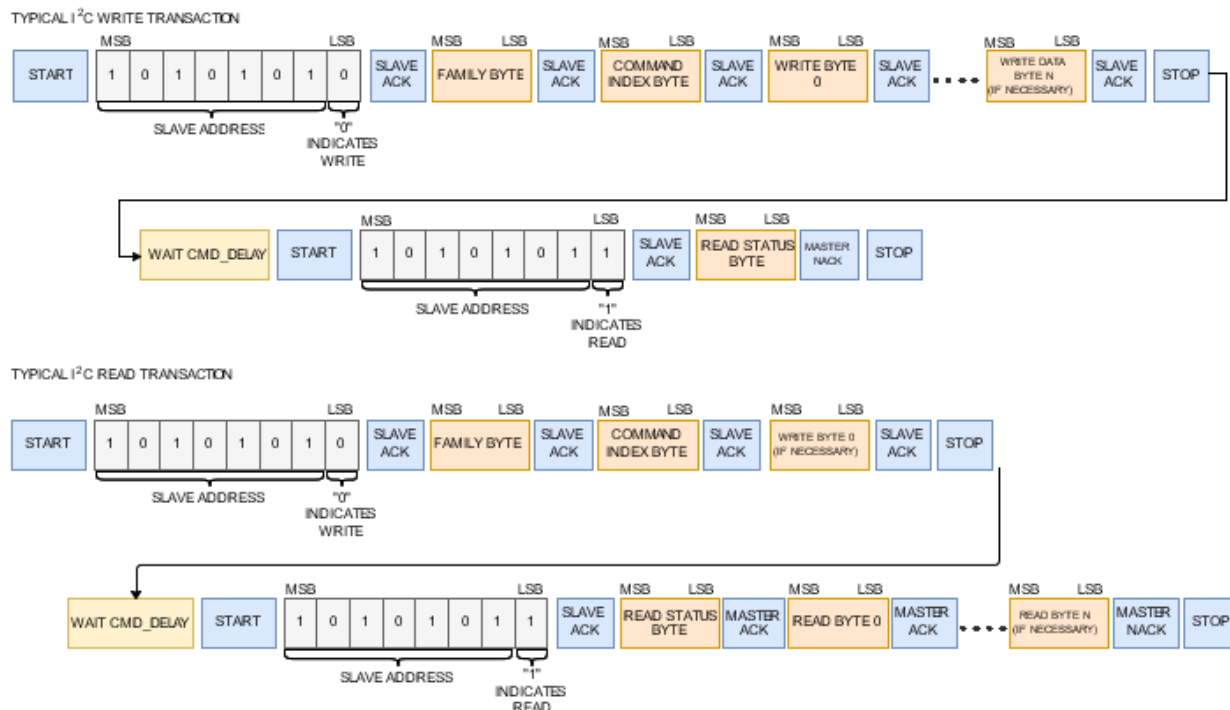 TYPICAL I²C WRITE TRANSACTION
MSB LSB MSB LSB MSB LSB MSB LSB MSB LSB
START 1 0 1 0 1 0 1 0 SLAVE ACK FAMILY BYTE SLAVE ACK COMMAND INDEX BYTE SLAVE ACK WRITE BYTE 0 SLAVE ACK WRITE DATA BYTE N (IF NECESSARY) SLAVE ACK STOP
SLAVE ADDRESS "0" INDICATES WRITE
MSB LSB MSB LSB
WAIT CMD_DELAY START 1 0 1 0 1 0 1 1 SLAVE ACK READ STATUS BYTE MASTER NACK STOP
SLAVE ADDRESS "1" INDICATES READ
TYPICAL I²C READ TRANSACTION
MSB LSB MSB LSB MSB LSB MSB LSB
START 1 0 1 0 1 0 1 0 SLAVE ACK FAMILY BYTE SLAVE ACK COMMAND INDEX BYTE SLAVE ACK WRITE BYTE 0 (IF NECESSARY) SLAVE ACK STOP
SLAVE ADDRESS "0" INDICATES WRITE
MSB LSB MSB LSB MSB LSB MSB LSB
WAIT CMD_DELAY START 1 0 1 0 1 0 1 1 SLAVE ACK READ STATUS BYTE MASTER ACK READ BYTE 0 MASTER ACK READ BYTE N (IF NECESSARY) MASTER NACK STOP
SLAVE ADDRESS "1" INDICATES READ